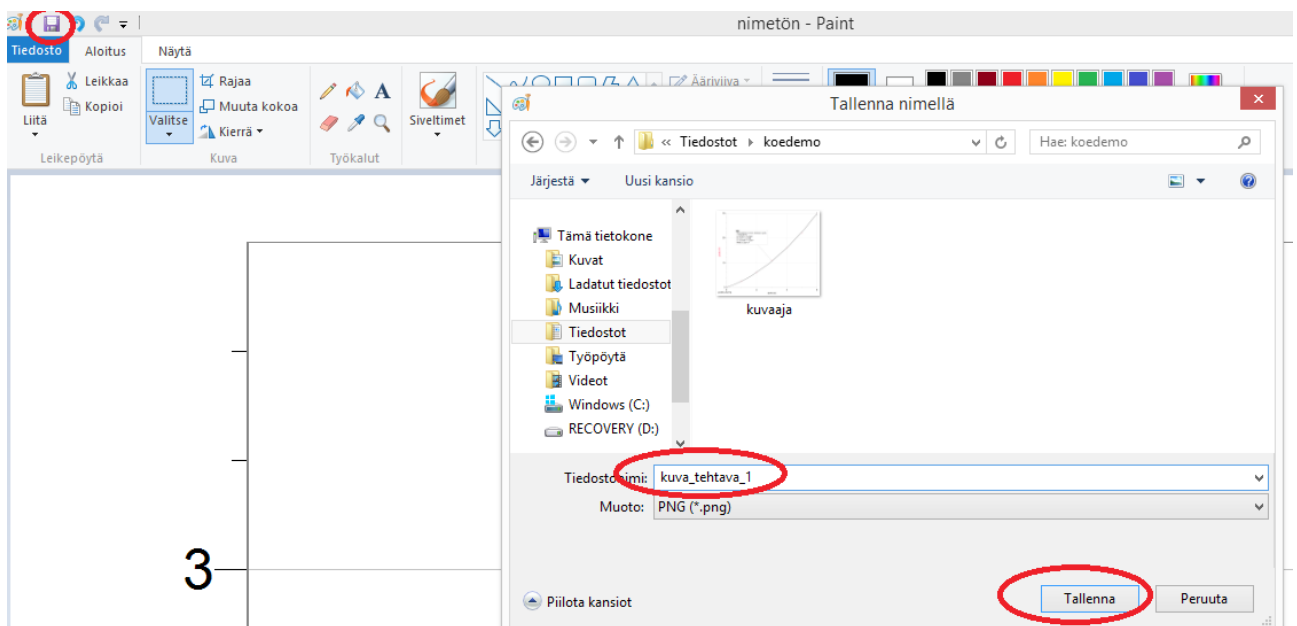 nimetön - Paint
Tiedosto Aloitus Näytä
Leikkaa
Kopioi
Liitä
Leikepöytä
Valitse
Rajaa
Muuta kokoa
Kierrä
Kuva
A
Työkalut
Siveltimet
Ääriviiva
Tallenna nimellä
« Tiedostot koedemo
Hae: koedemo
Järjestä Uusi kansio
Tämä tietokone
Kuvat
Ladatut tiedostot
Musiikki
Tiedostot
Työpöytä
Videot
Windows (C:)
RECOVERY (D:)
kuvaaja
Tiedostonimi: kuva_tehtava_1
Muoto: PNG (*.png)
Piilota kansiot
Tallenna Peruuta
3